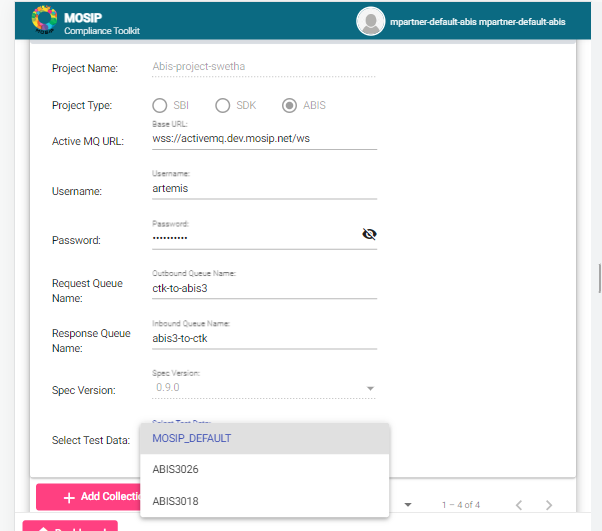 MOSIP
Compliance Toolkit
mpartner-default-abis mpartner-default-abis
Project Name:
Abis-project-swetha
Project Type:
SBI
SDK
ABIS
Base URL:
Active MQ URL:
wss://activemq.dev.mosip.net/ws
Username:
Username:
artemis
Password:
Password:
••••••••••
Outbound Queue Name:
Request Queue
Name:
ctk-to-abis3
Inbound Queue Name:
Response Queue
Name:
abis3-to-ctk
Spec Version:
Spec Version:
0.9.0
Select Test Data:
Select Test Data:
MOSIP_DEFAULT
ABIS3026
ABIS3018
+ Add Collectio
1 – 4 of 4